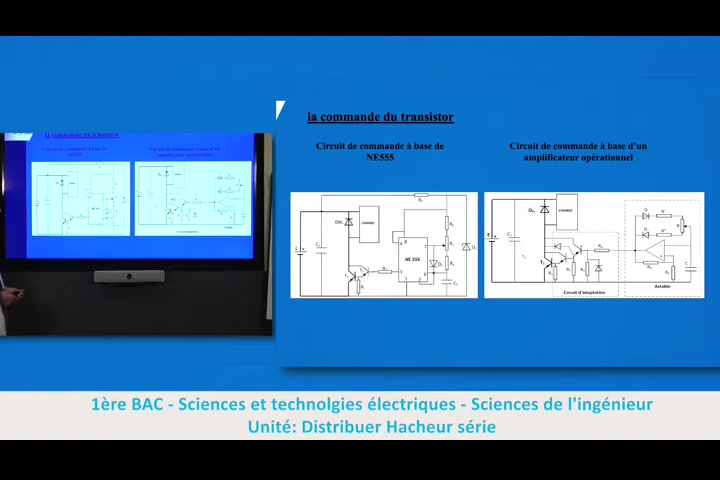 la commande du transistor
Circuit de commande à base de
NE555
Circuit de commande à base d'un
amplificateur opérationnel
CHARGE
NE 555
CHARGE
Circuit d'adaptation
Astable
1ère BAC - Sciences et technolgies électriques - Sciences de l'ingénieur
Unité: Distribuer Hacheur série